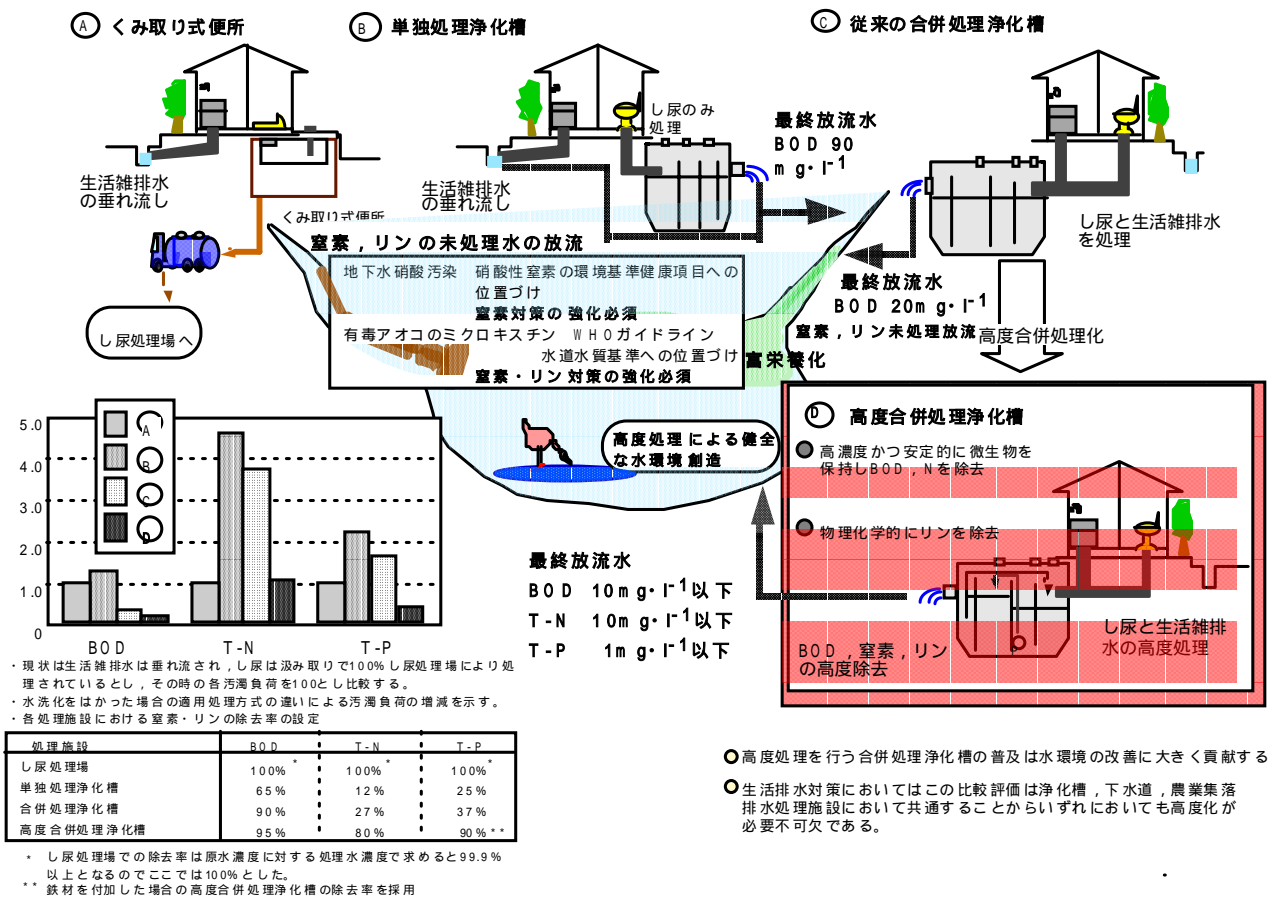 A くみ取り式便所
B 単独処理浄化槽
C 従来の合併処理浄化槽
し尿のみ
処理
最終放流水
BOD 90
mg・l-1
生活雑排水
の垂れ流し
生活雑排水
の垂れ流し
し尿と生活雑排水
を処理
くみ取り式便所
窒素，リンの未処理水の放流
地下水硝酸汚染 硝酸性窒素の環境基準健康項目への
位置づけ
窒素対策の強化必須
有毒アオコのミクロキスチン WHOガイドライン
水道水質基準への位置づけ
窒素・リン対策の強化必須
し尿処理場へ
最終放流水
BOD 20mg・l-1
窒素，リン未処理放流
高度合併処理化
富栄養化
高度処理による健全
な水環境創造
D 高度合併処理浄化槽
高濃度かつ安定的に微生物を
保持しBOD，Nを除去
物理化学的にリンを除去
し尿と生活雑排
水の高度処理
BOD，窒素，リン
の高度除去
最終放流水
BOD 10mg・l-1以下
T-N 10mg・l-1以下
T-P 1mg・l-1以下
5.0
4.0
3.0
2.0
1.0
0
A
B
C
D
BOD T-N T-P
・現状は生活雑排水は垂れ流され，し尿は汲み取りで100%し尿処理場により処
理されているとし，その時の各汚濁負荷を100とし比較する。
・水洗化をはかった場合の適用処理方式の違いによる汚濁負荷の増減を示す。
・各処理施設における窒素・リンの除去率の設定
処理施設 BOD T-N T-P
し尿処理場 100%* 100%* 100%*
単独処理浄化槽 65% 12% 25%
合併処理浄化槽 90% 27% 37%
高度合併処理浄化槽 95% 80% 90%**
* し尿処理場での除去率は原水濃度に対する処理水濃度で求めると99.9%
以上となるのでここでは100%とした。
** 鉄材を付加した場合の高度合併処理浄化槽の除去率を採用
高度処理を行う合併処理浄化槽の普及は水環境の改善に大きく貢献する
生活排水対策においてはこの比較評価は浄化槽，下水道，農業集落
排水処理施設において共通することからいずれにおいても高度化が
必要不可欠である。